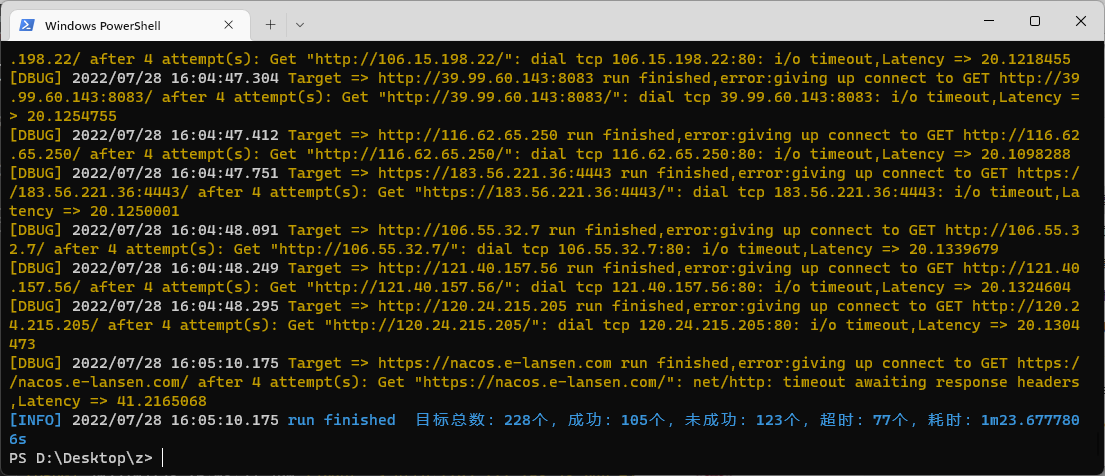 Windows PowerShell
.198.22/ after 4 attempt(s): Get "http://106.15.198.22/": dial tcp 106.15.198.22:80: i/o timeout,Latency => 20.1218455
[DBUG] 2022/07/28 16:04:47.304 Target => http://39.99.60.143:8083 run finished,error:giving up connect to GET http://39
.99.60.143:8083/ after 4 attempt(s): Get "http://39.99.60.143:8083/": dial tcp 39.99.60.143:8083: i/o timeout,Latency =
> 20.1254755
[DBUG] 2022/07/28 16:04:47.412 Target => http://116.62.65.250 run finished,error:giving up connect to GET http://116.62
.65.250/ after 4 attempt(s): Get "http://116.62.65.250/": dial tcp 116.62.65.250:80: i/o timeout,Latency => 20.1098288
[DBUG] 2022/07/28 16:04:47.751 Target => https://183.56.221.36:4443 run finished,error:giving up connect to GET https:/
/183.56.221.36:4443/ after 4 attempt(s): Get "https://183.56.221.36:4443/": dial tcp 183.56.221.36:4443: i/o timeout,La
tency => 20.1250001
[DBUG] 2022/07/28 16:04:48.091 Target => http://106.55.32.7 run finished,error:giving up connect to GET http://106.55.3
2.7/ after 4 attempt(s): Get "http://106.55.32.7/": dial tcp 106.55.32.7:80: i/o timeout,Latency => 20.1339679
[DBUG] 2022/07/28 16:04:48.249 Target => http://121.40.157.56 run finished,error:giving up connect to GET http://121.40
.157.56/ after 4 attempt(s): Get "http://121.40.157.56/": dial tcp 121.40.157.56:80: i/o timeout,Latency => 20.1324604
[DBUG] 2022/07/28 16:04:48.295 Target => http://120.24.215.205 run finished,error:giving up connect to GET http://120.2
4.215.205/ after 4 attempt(s): Get "http://120.24.215.205/": dial tcp 120.24.215.205:80: i/o timeout,Latency => 20.1304
473
[DBUG] 2022/07/28 16:05:10.175 Target => https://nacos.e-lansen.com run finished,error:giving up connect to GET https:/
/nacos.e-lansen.com/ after 4 attempt(s): Get "https://nacos.e-lansen.com/": net/http: timeout awaiting response headers
,Latency => 41.2165068
[INFO] 2022/07/28 16:05:10.175 run finished  目标总数: 228个, 成功: 105个, 未成功: 123个, 超时: 77个, 耗时: 1m23.677780
6s
PS D:\Desktop\z>